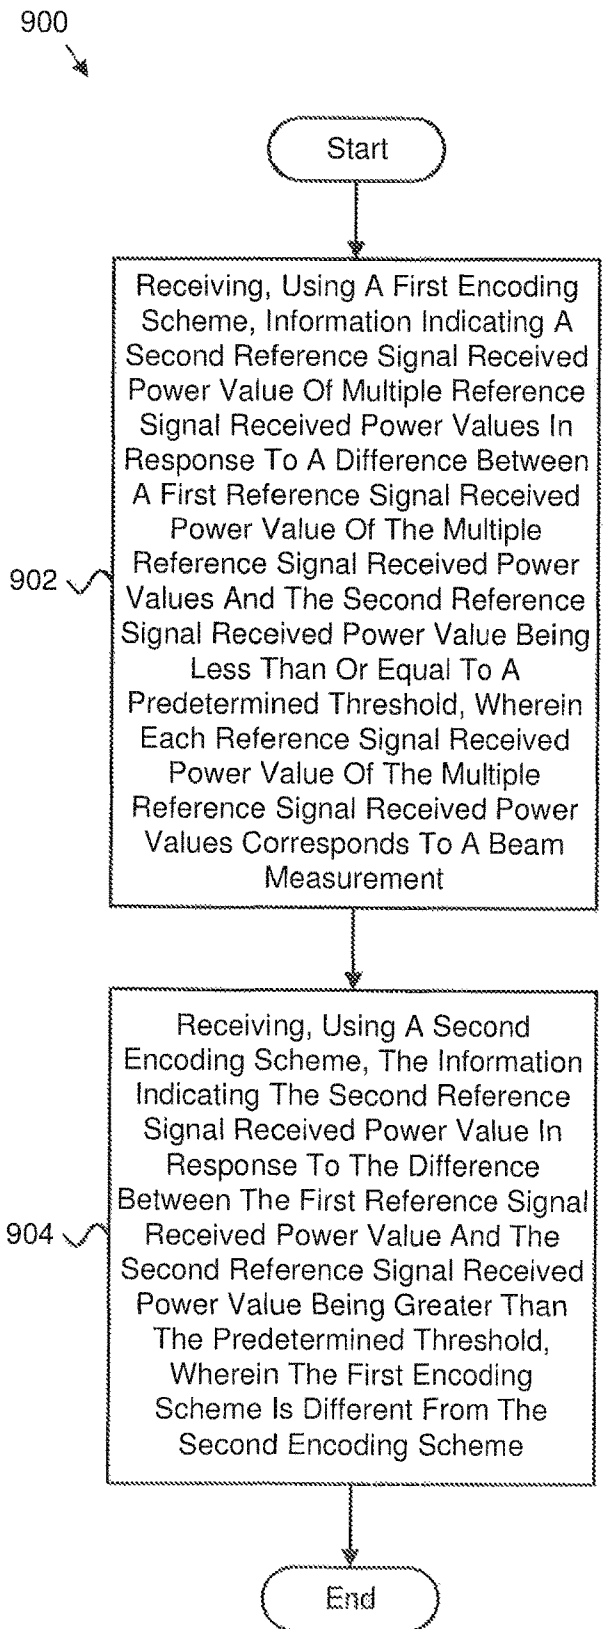 900
Start
Receiving, Using A First Encoding
Scheme, Information Indicating A
Second Reference Signal Received
Power Value Of Multiple Reference
Signal Received Power Values In
Response To A Difference Between
A First Reference Signal Received
Power Value Of The Multiple
Reference Signal Received Power
Values And The Second Reference
Signal Received Power Value Being
Less Than Or Equal To A
Predetermined Threshold, Wherein
Each Reference Signal Received
Power Value Of The Multiple
Reference Signal Received Power
Values Corresponds To A Beam
Measurement
902
Receiving, Using A Second
Encoding Scheme, The Information
Indicating The Second Reference
Signal Received Power Value In
Response To The Difference
Between The First Reference Signal
Received Power Value And The
Second Reference Signal Received
Power Value Being Greater Than
The Predetermined Threshold,
Wherein The First Encoding
Scheme Is Different From The
Second Encoding Scheme
904
End